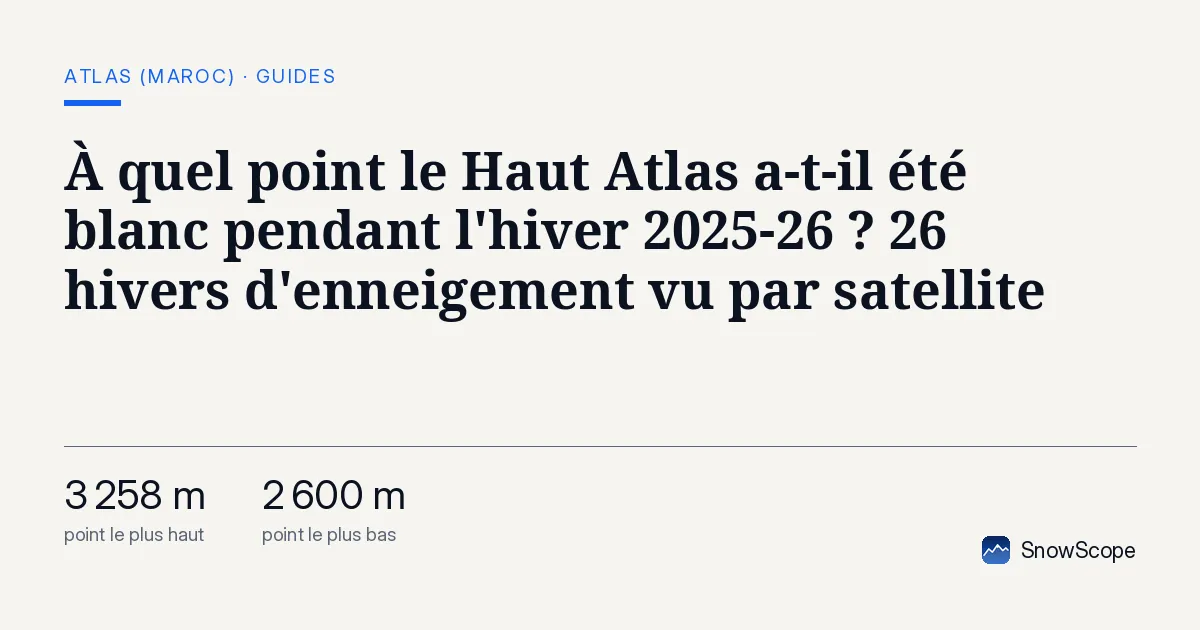 ATLAS (MAROC) · GUIDES
À quel point le Haut Atlas a-t-il été
blanc pendant l'hiver 2025-26 ? 26
hivers d'enneigement vu par satellite
3 258 m
point le plus haut
2 600 m
point le plus bas
SnowScope